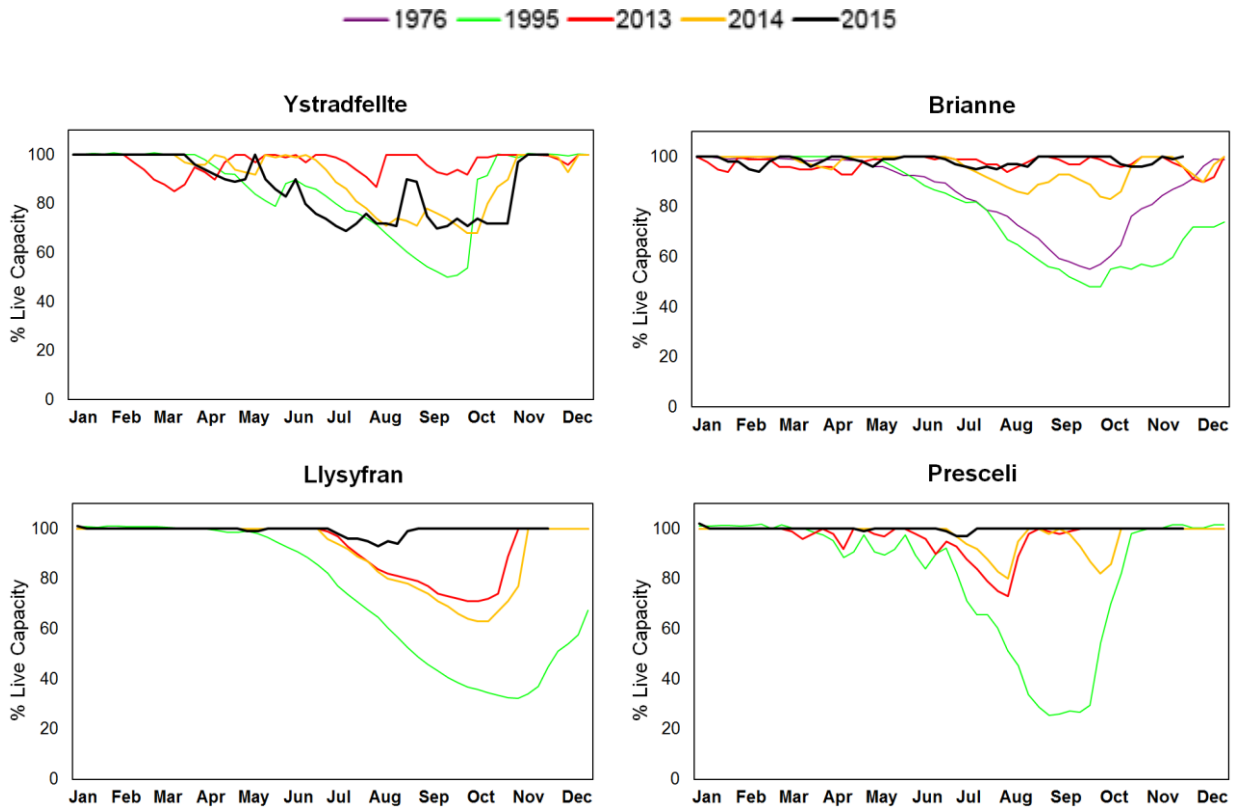 1976 1995 2013 2014 2015
Ystradfellte
% Live Capacity
100
80
60
40
20
0
Jan Feb Mar Apr May Jun Jul Aug Sep Oct Nov Dec
Brianne
% Live Capacity
100
80
60
40
20
0
Jan Feb Mar Apr May Jun Jul Aug Sep Oct Nov Dec
Llysyfran
% Live Capacity
100
80
60
40
20
0
Jan Feb Mar Apr May Jun Jul Aug Sep Oct Nov Dec
Presceli
% Live Capacity
100
80
60
40
20
0
Jan Feb Mar Apr May Jun Jul Aug Sep Oct Nov Dec